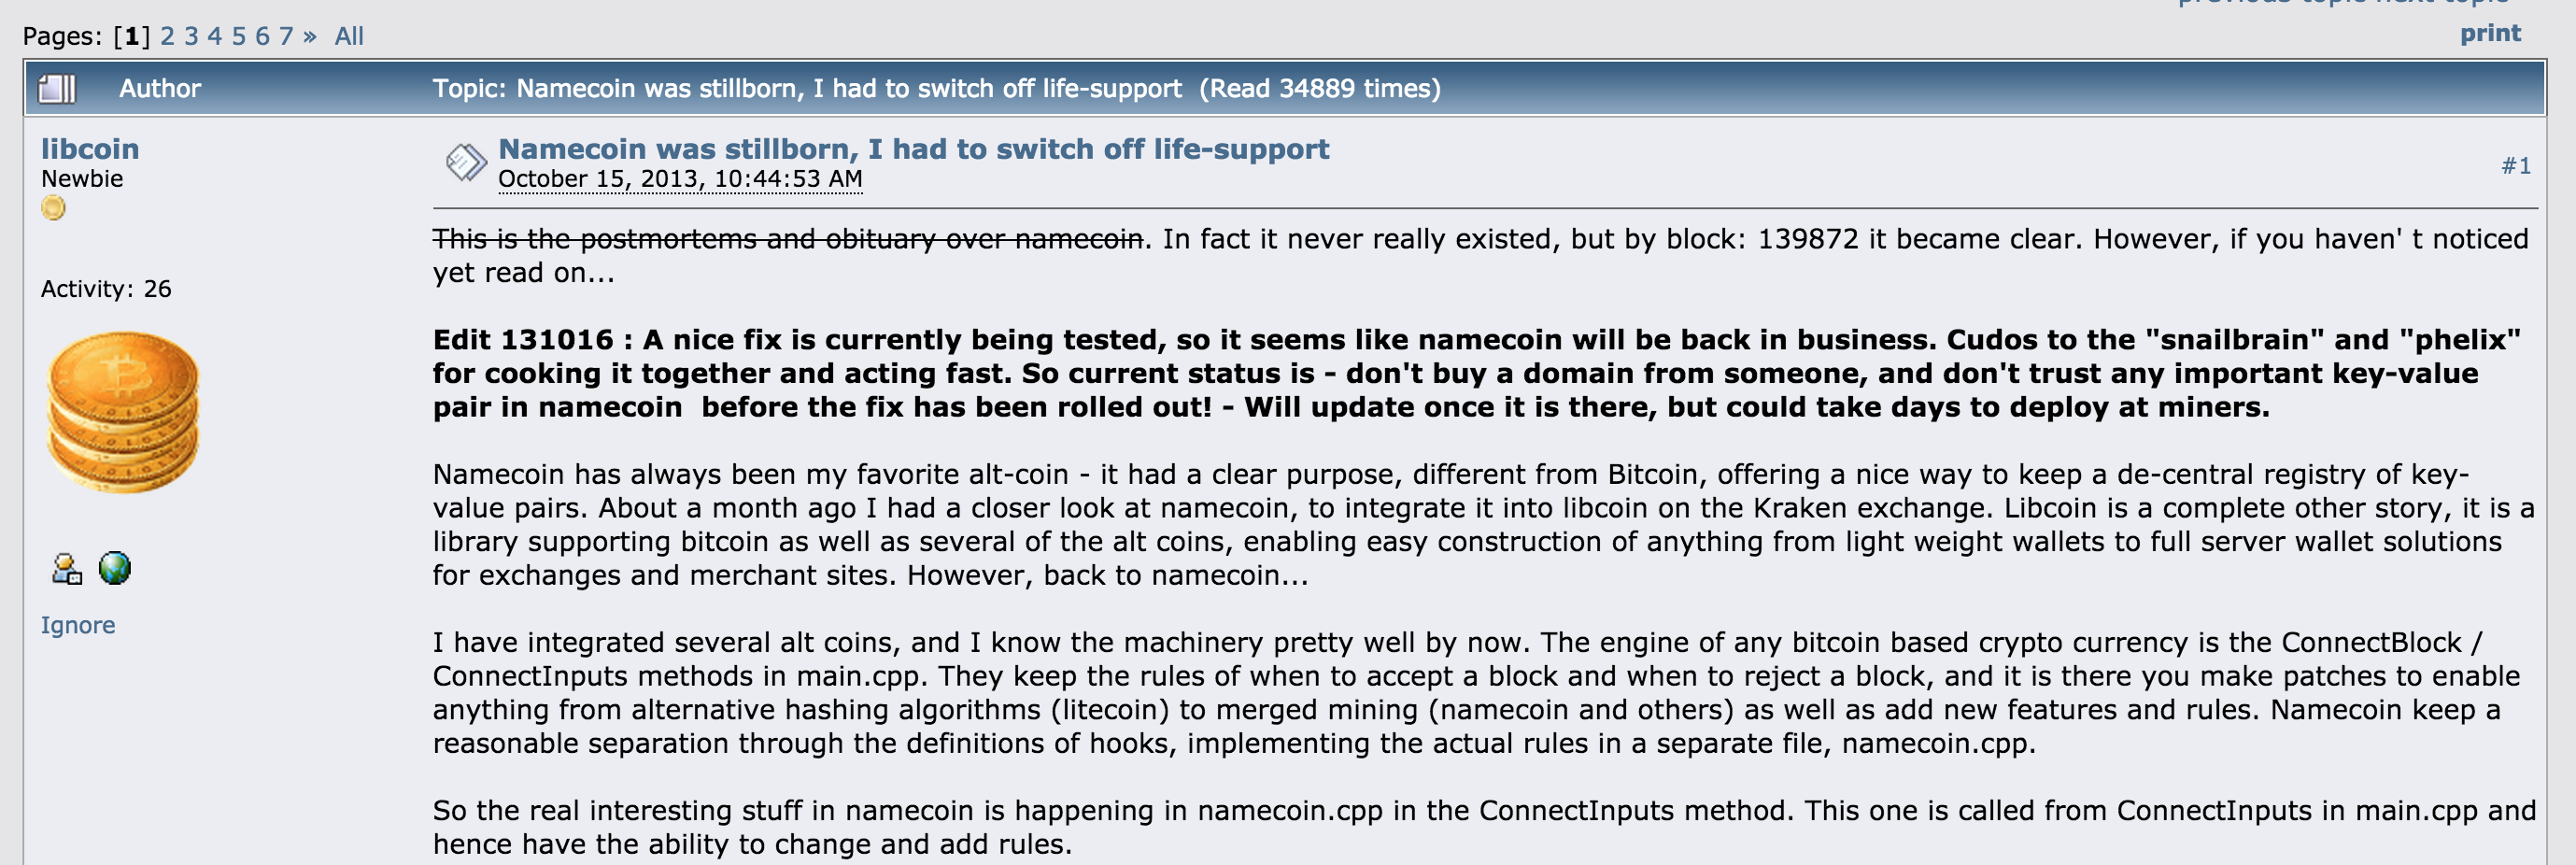 previous topic next topic
Pages: [1] 2 3 4 5 6 7 » All
print
Author
Topic: Namecoin was stillborn, I had to switch off life-support (Read 34889 times)
libcoin
Newbie
Activity: 26
Ignore
Namecoin was stillborn, I had to switch off life-support
October 15, 2013, 10:44:53 AM
#1
This is the postmortems and obituary over namecoin. In fact it never really existed, but by block: 139872 it became clear. However, if you haven' t noticed
yet read on...
Edit 131016 : A nice fix is currently being tested, so it seems like namecoin will be back in business. Cudos to the "snailbrain" and "phelix"
for cooking it together and acting fast. So current status is - don't buy a domain from someone, and don't trust any important key-value
pair in namecoin before the fix has been rolled out! - Will update once it is there, but could take days to deploy at miners.
Namecoin has always been my favorite alt-coin - it had a clear purpose, different from Bitcoin, offering a nice way to keep a de-central registry of key-
value pairs. About a month ago I had a closer look at namecoin, to integrate it into libcoin on the Kraken exchange. Libcoin is a complete other story, it is a
library supporting bitcoin as well as several of the alt coins, enabling easy construction of anything from light weight wallets to full server wallet solutions
for exchanges and merchant sites. However, back to namecoin...
I have integrated several alt coins, and I know the machinery pretty well by now. The engine of any bitcoin based crypto currency is the ConnectBlock /
ConnectInputs methods in main.cpp. They keep the rules of when to accept a block and when to reject a block, and it is there you make patches to enable
anything from alternative hashing algorithms (litecoin) to merged mining (namecoin and others) as well as add new features and rules. Namecoin keep a
reasonable separation through the definitions of hooks, implementing the actual rules in a separate file, namecoin.cpp.
So the real interesting stuff in namecoin is happening in namecoin.cpp in the ConnectInputs method. This one is called from ConnectInputs in main.cpp and
hence have the ability to change and add rules.